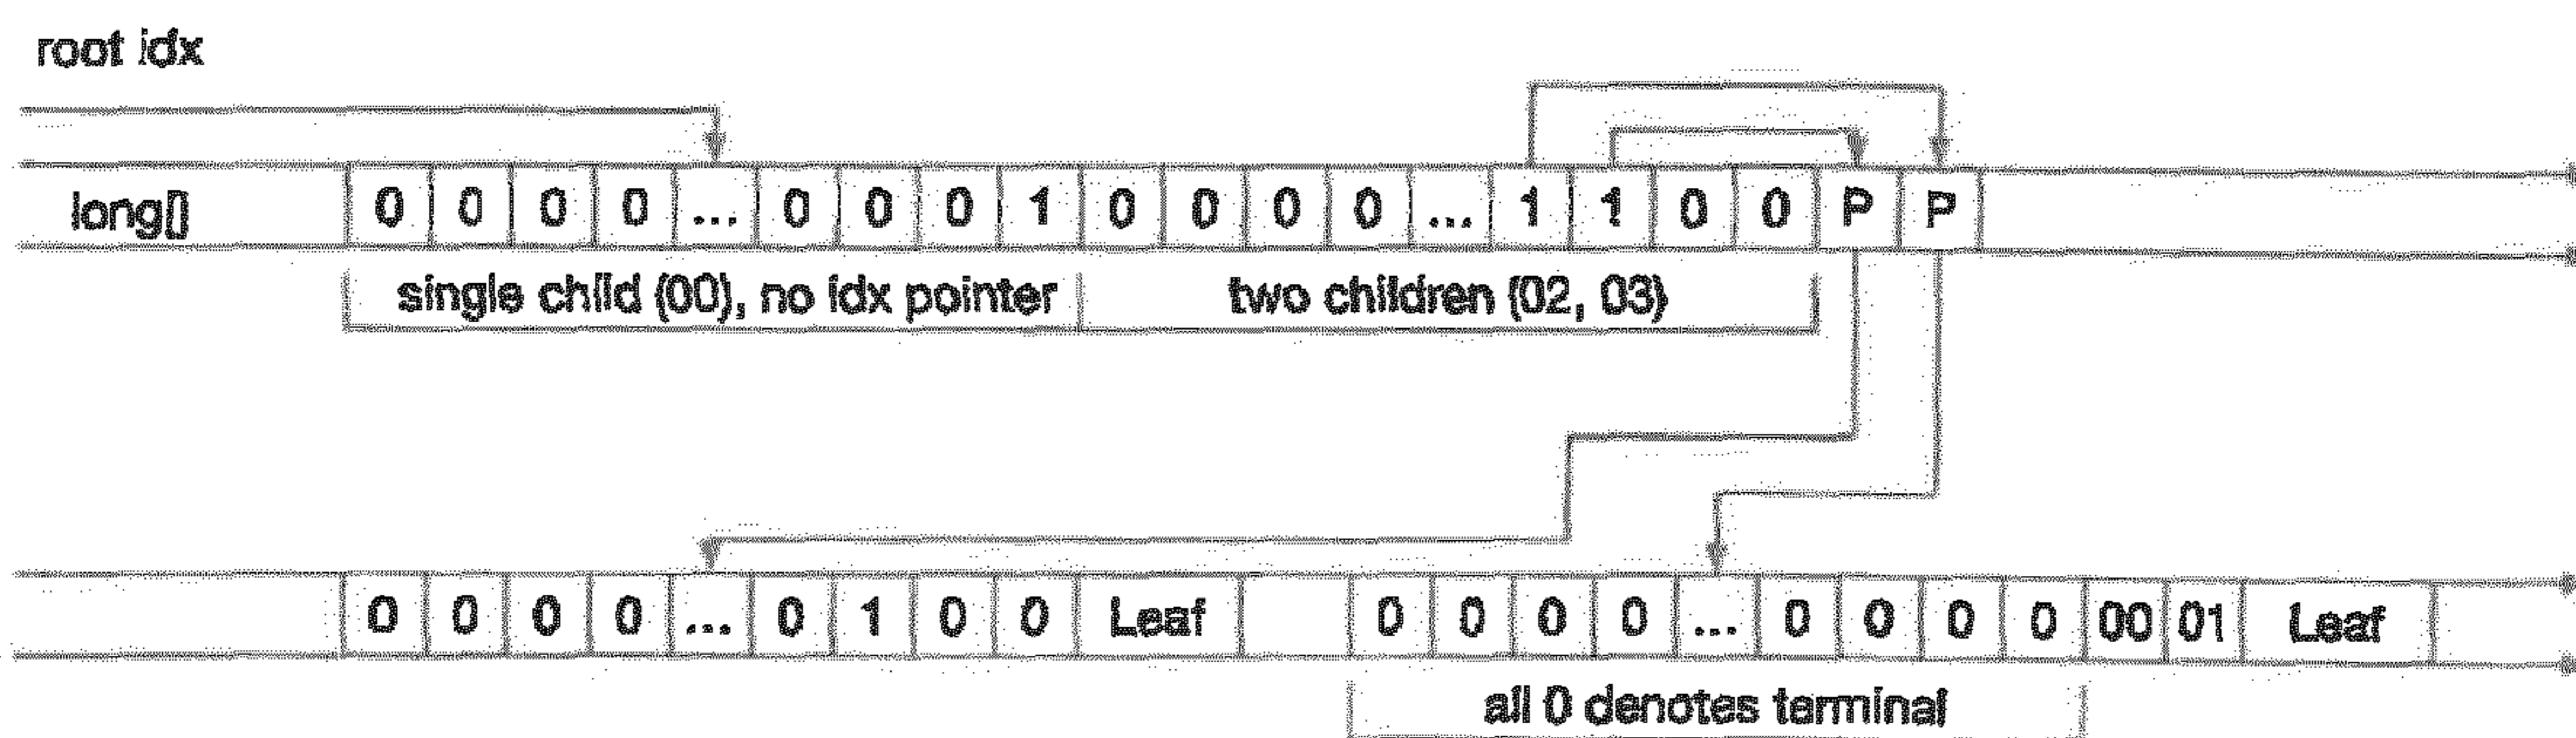 root idx
long[] 0 0 0 0 ... 0 0 0 1 0 0 0 0 ... 1 1 0 0 P P
single child (00), no idx pointer two children (02, 03)
0 0 0 0 ... 0 1 0 0 Leaf 0 0 0 0 ... 0 0 0 0 00 01 Leaf
all 0 denotes terminal